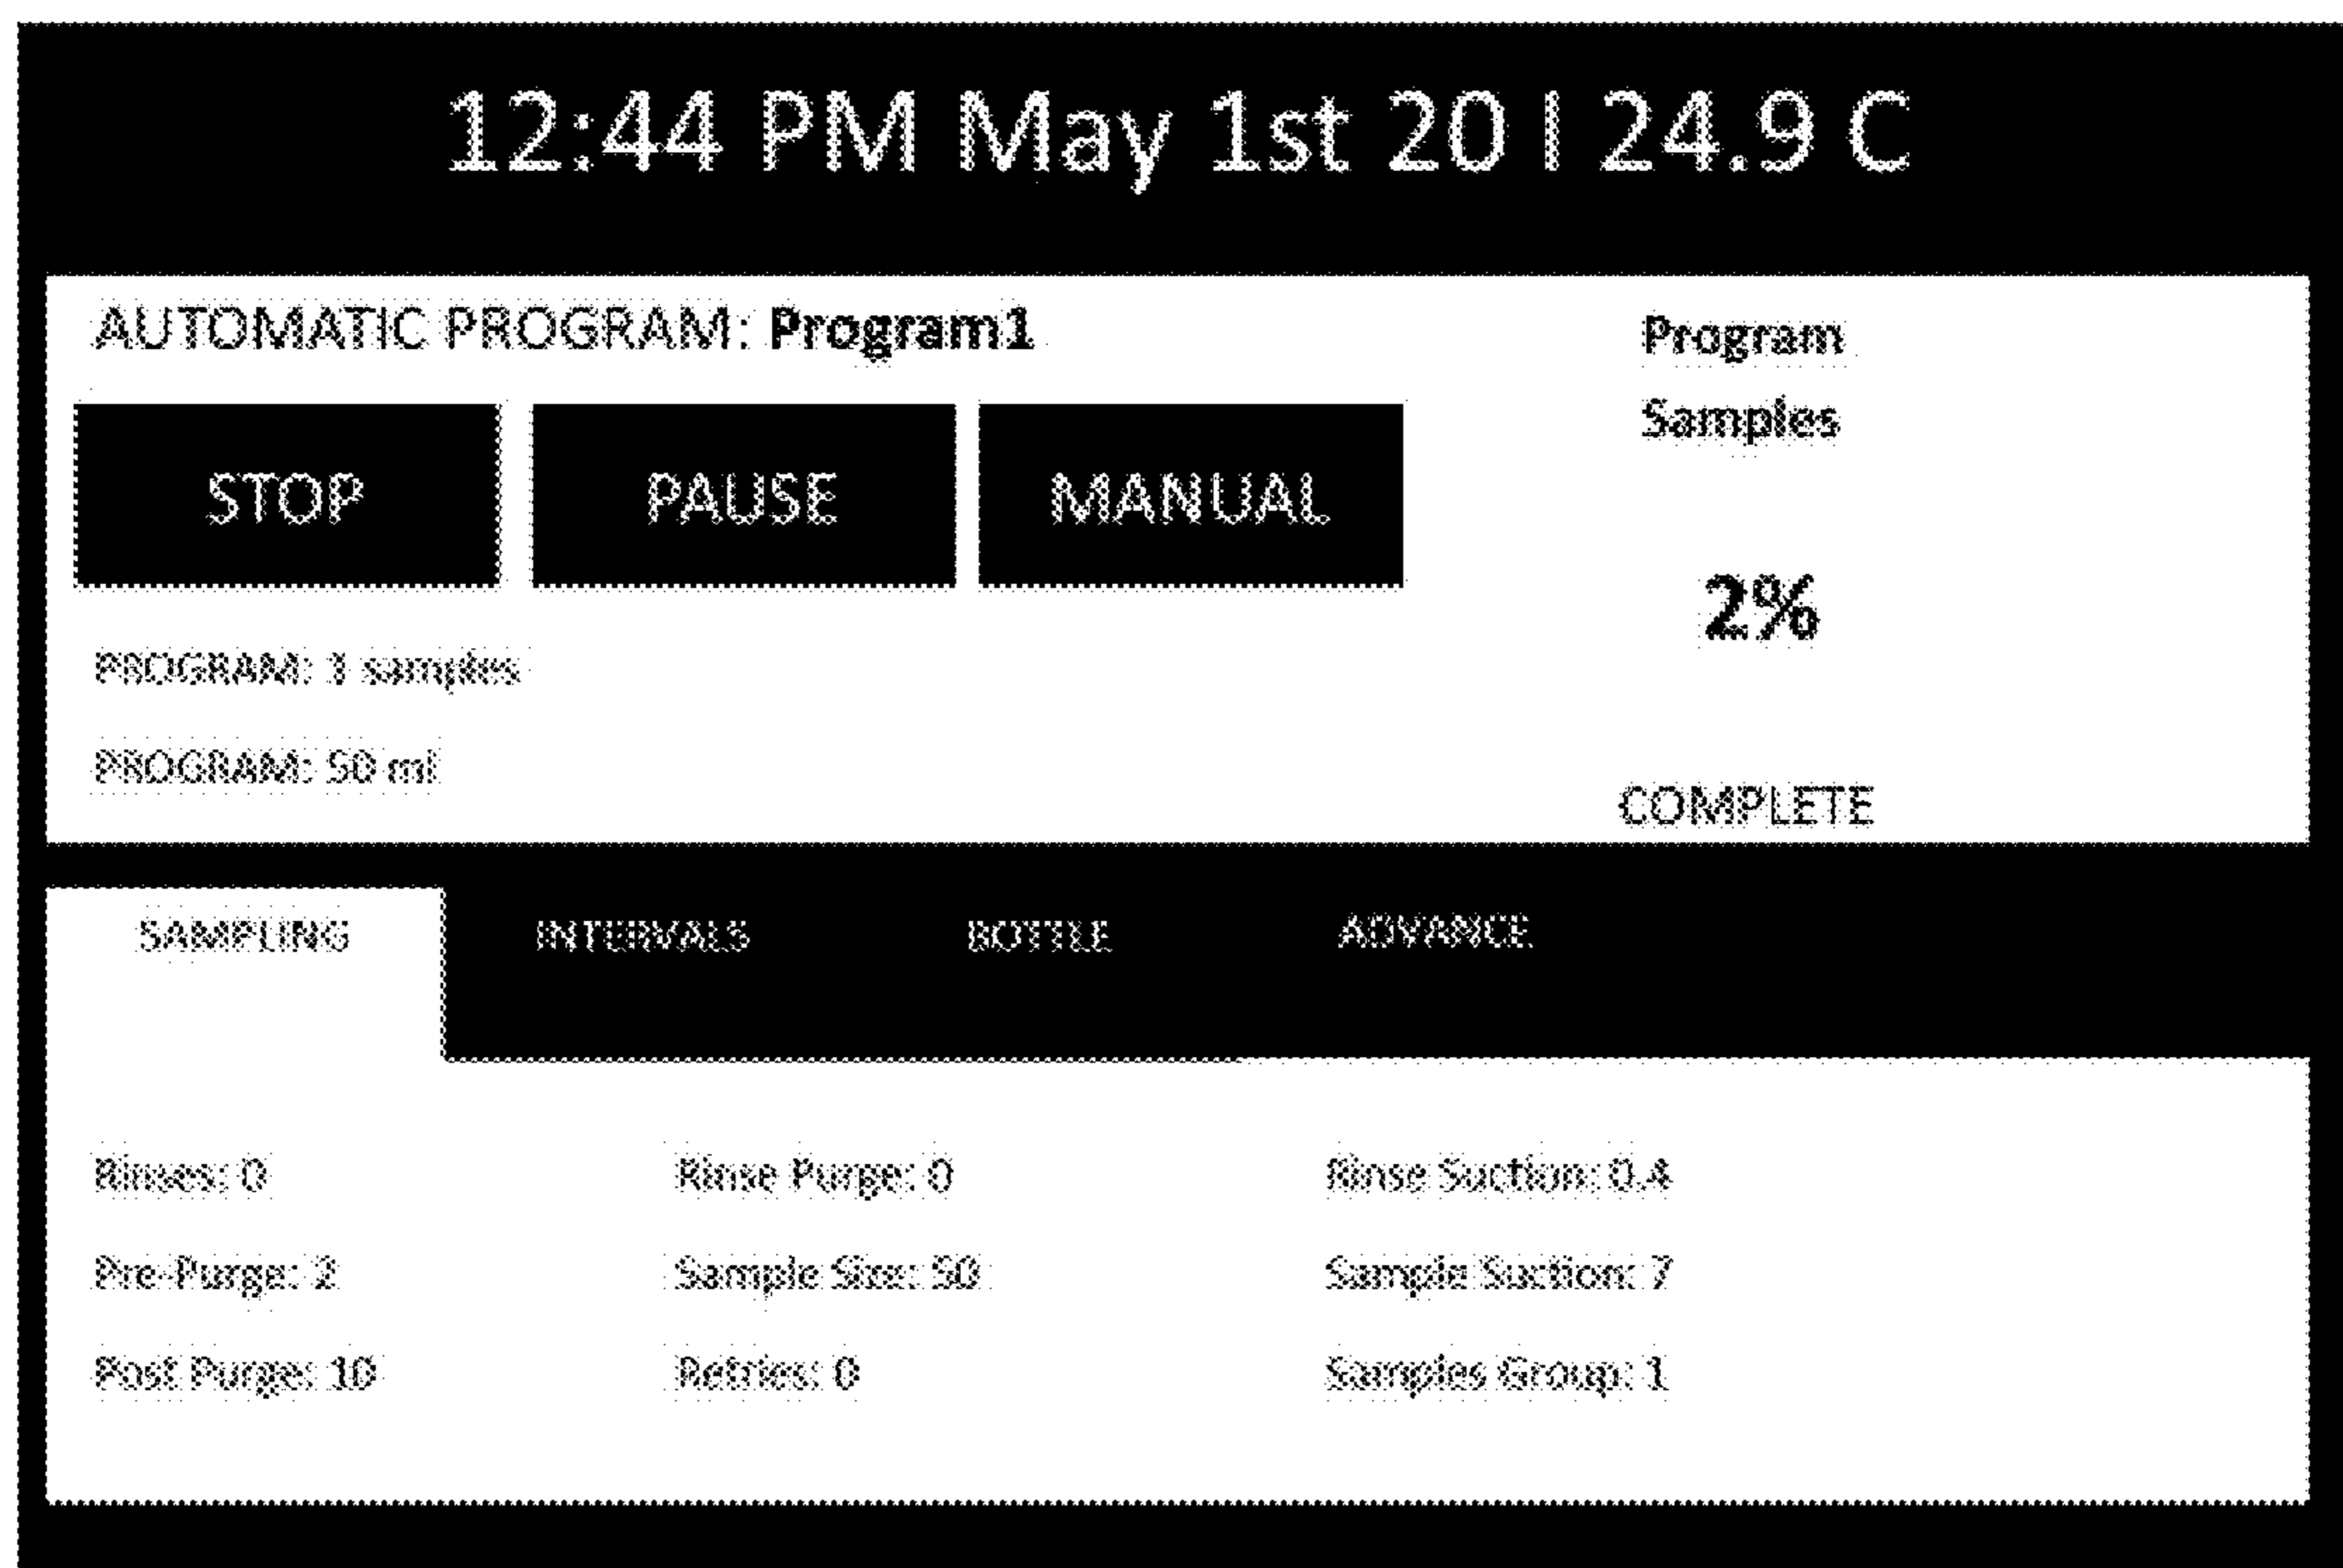 12:44 PM May 1st 20 I 24.9 C
AUTOMATIC PROGRAM: Program1
Program
Samples
STOP PAUSE MANUAL
2%
PROGRAM: samples
PROGRAM: 50 ml
COMPLETE
SAMPLING INTERVALS BOTTLE ADVANCE
Rinses: 0 Rinse Purge: 0 Rinse Suction: 0.4
Pre-Purge: 2 Sample Size: 50 Sample Suction: 7
Post Purge: 10 Retries: 0 Samples Group: 1